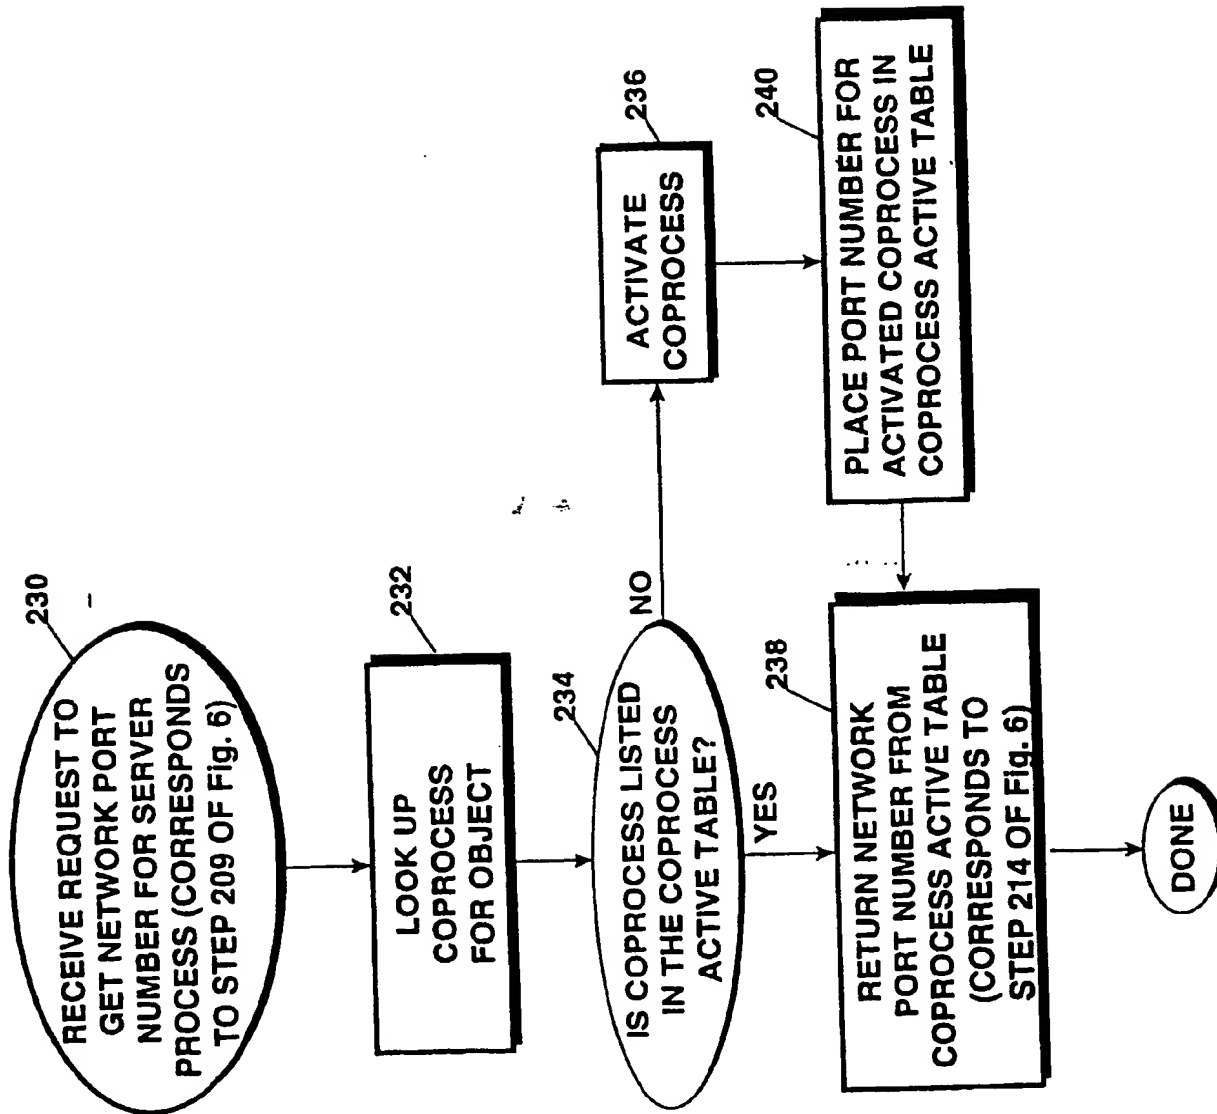 230
RECEIVE REQUEST TO
GET NETWORK PORT
NUMBER FOR SERVER
PROCESS (CORRESPONDS
TO STEP 209 OF Fig. 6)
232
LOOK UP
COPROCESS
FOR OBJECT
234
IS COPROCESS LISTED
IN THE COPROCESS
ACTIVE TABLE?
NO
YES
236
ACTIVATE
COPROCESS
240
PLACE PORT NUMBER FOR
ACTIVATED COPROCESS IN
COPROCESS ACTIVE TABLE
238
RETURN NETWORK
PORT NUMBER FROM
COPROCESS ACTIVE TABLE
(CORRESPONDS TO
STEP 214 OF Fig. 6)
DONE